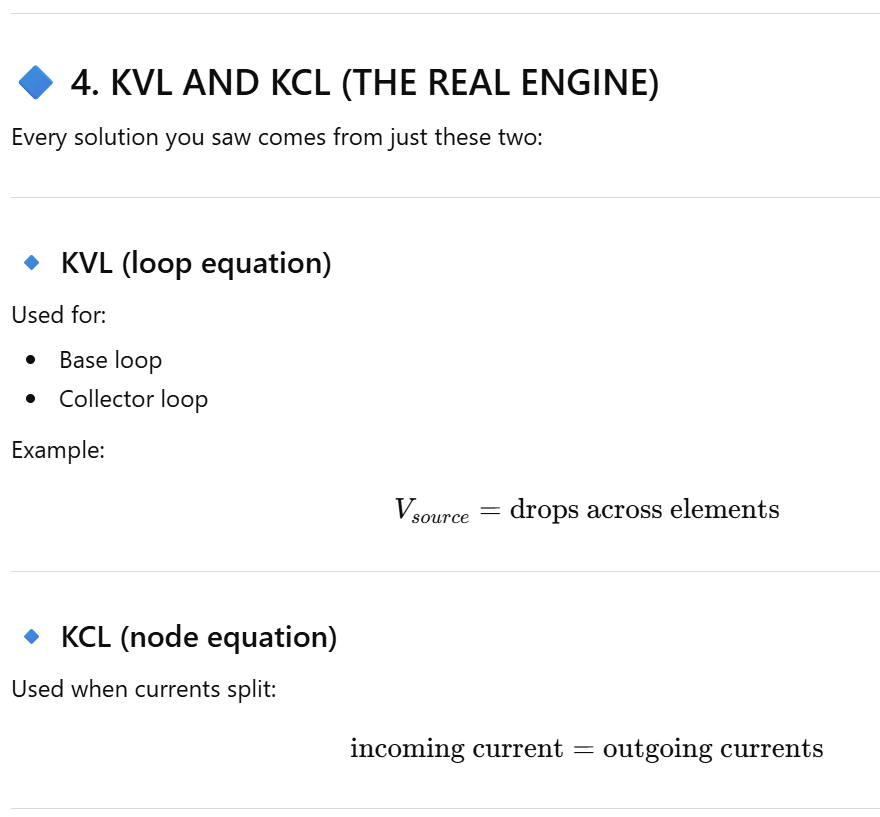 🔷 4. KVL AND KCL (THE REAL ENGINE)
Every solution you saw comes from just these two:
🔹 KVL (loop equation)
Used for:
• Base loop
• Collector loop
Example:
V_source = drops across elements
🔹 KCL (node equation)
Used when currents split:
incoming current = outgoing currents